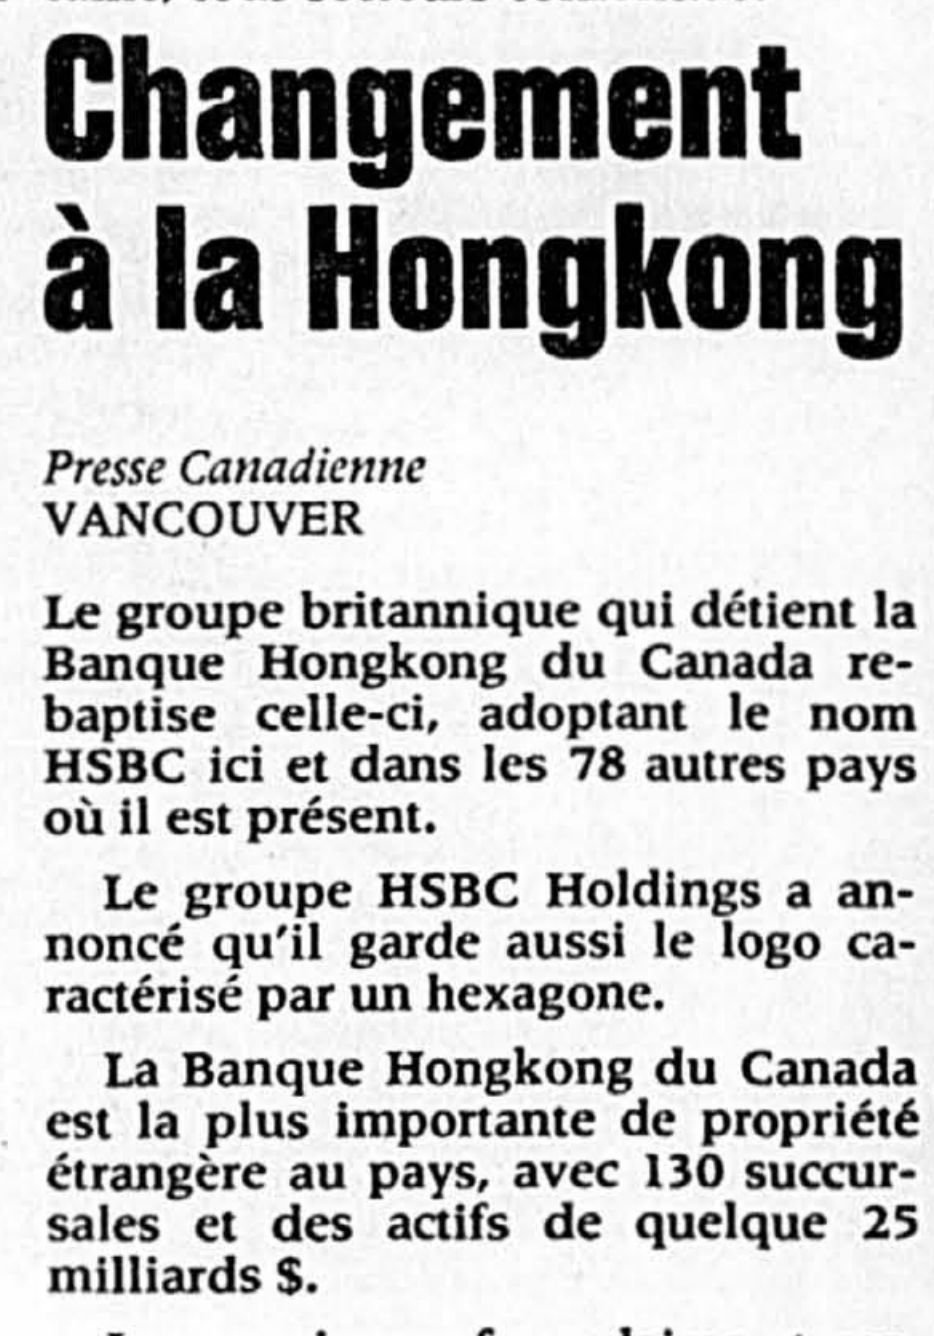 Changement
à la Hongkong
Presse Canadienne
VANCOUVER
Le groupe britannique qui détient la
Banque Hongkong du Canada re-
baptise celle-ci, adoptant le nom
HSBC ici et dans les 78 autres pays
où il est présent.
Le groupe HSBC Holdings a an-
noncé qu'il garde aussi le logo ca-
ractérisé par un hexagone.
La Banque Hongkong du Canada
est la plus importante de propriété
étrangère au pays, avec 130 succur-
sales et des actifs de quelque 25
milliards $.